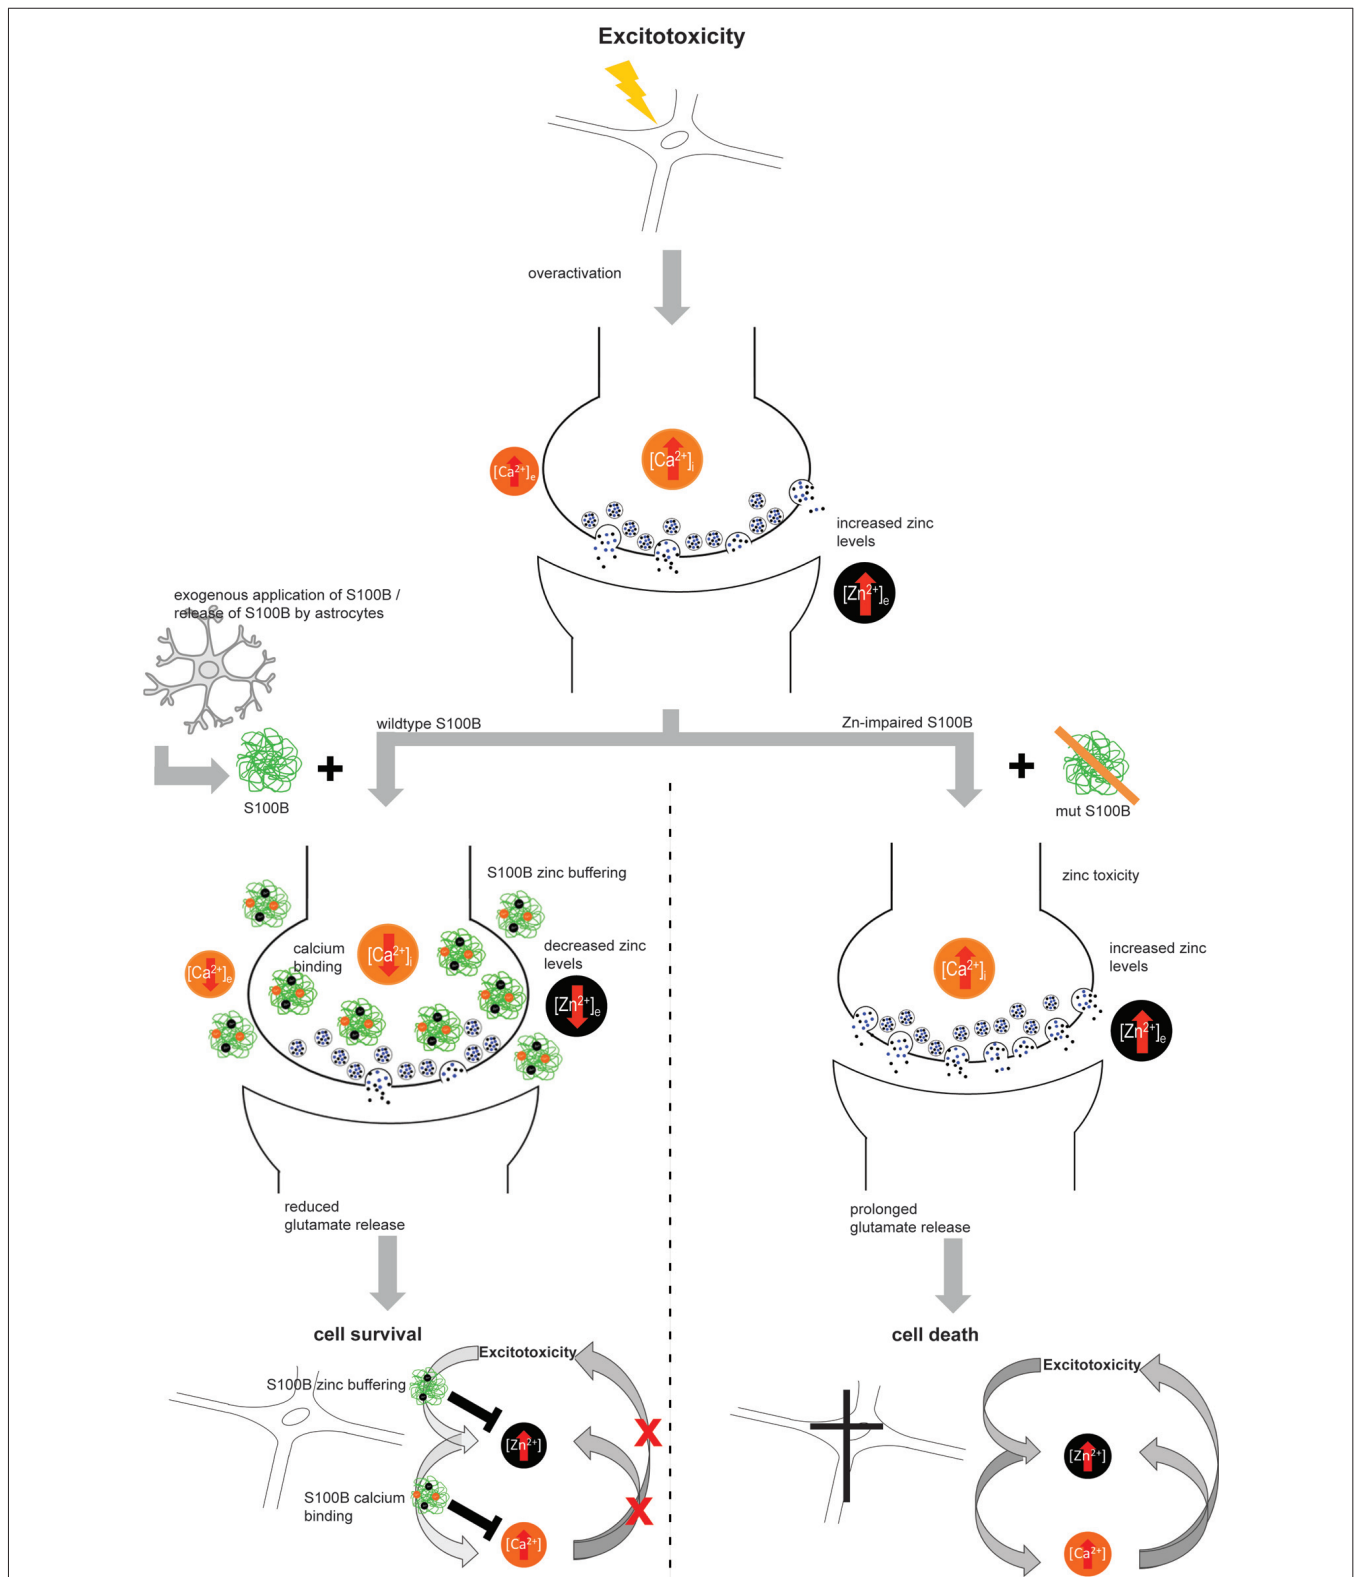 Excitotoxicity
overactivation
[Ca²⁺]ᵢ
[Ca²⁺]ₑ
increased zinc
levels
[Zn²⁺]ₑ
exogenous application of S100B /
release of S100B by astrocytes
wildtype S100B
Zn-impaired S100B
+
S100B
+
mut S100B
S100B zinc buffering
calcium
binding
[Ca²⁺]ᵢ
decreased zinc
levels
[Ca²⁺]ₑ
[Zn²⁺]ₑ
zinc toxicity
[Ca²⁺]ᵢ
increased zinc
levels
[Zn²⁺]ₑ
reduced
glutamate release
prolonged
glutamate release
cell survival
Excitotoxicity
S100B zinc buffering
[Zn²⁺]
X
S100B calcium
binding
X
[Ca²⁺]
cell death
Excitotoxicity
[Zn²⁺]
[Ca²⁺]